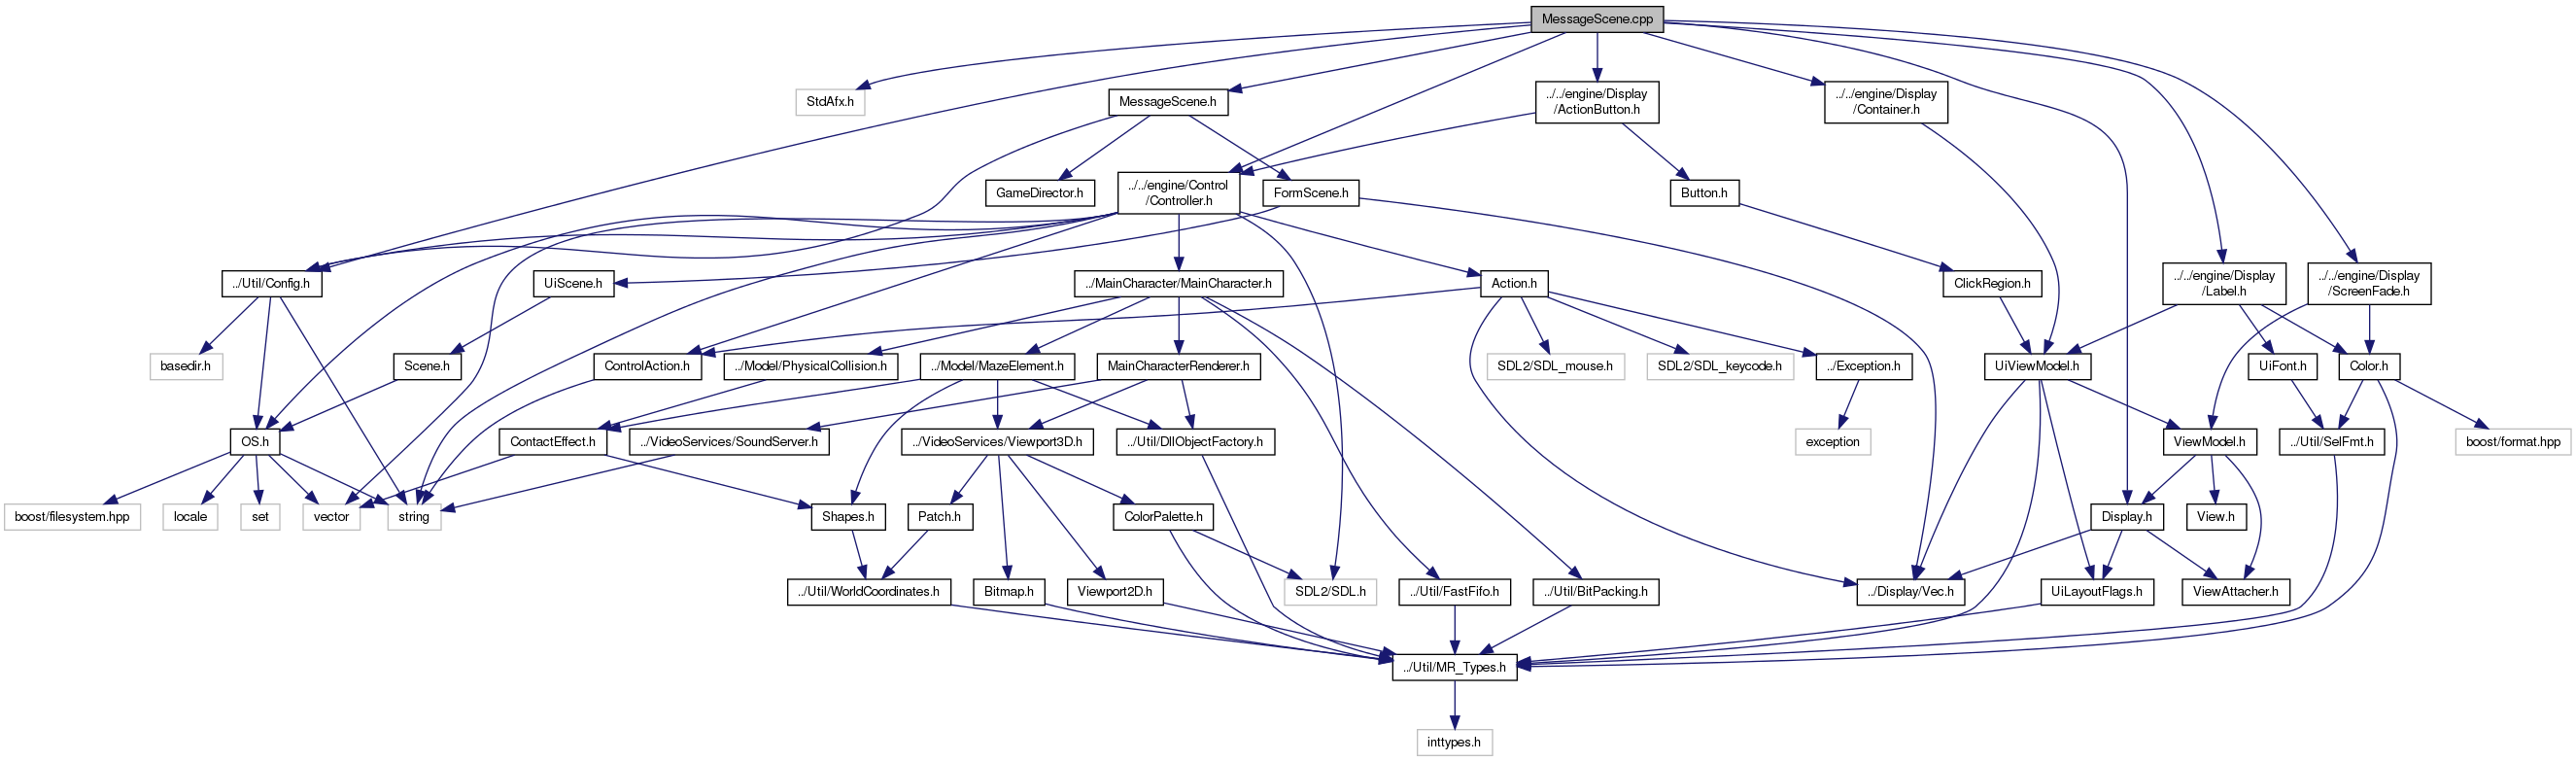 MessageScene.cpp
StdAfx.h
MessageScene.h
../../engine/Display
/ActionButton.h
../../engine/Display
/Container.h
GameDirector.h
../../engine/Control
/Controller.h
FormScene.h
Button.h
../Util/Config.h
UiScene.h
../MainCharacter/MainCharacter.h
Action.h
ClickRegion.h
../../engine/Display
/Label.h
../../engine/Display
/ScreenFade.h
basedir.h
Scene.h
ControlAction.h
../Model/PhysicalCollision.h
../Model/MazeElement.h
MainCharacterRenderer.h
SDL2/SDL_mouse.h
SDL2/SDL_keycode.h
../Exception.h
UiViewModel.h
UiFont.h
Color.h
OS.h
ContactEffect.h
../VideoServices/SoundServer.h
../VideoServices/Viewport3D.h
../Util/DllObjectFactory.h
exception
ViewModel.h
../Util/SelFmt.h
boost/format.hpp
boost/filesystem.hpp
locale
set
vector
string
Shapes.h
Patch.h
ColorPalette.h
Display.h
View.h
../Util/WorldCoordinates.h
Bitmap.h
Viewport2D.h
SDL2/SDL.h
../Util/FastFifo.h
../Util/BitPacking.h
../Display/Vec.h
UiLayoutFlags.h
ViewAttacher.h
../Util/MR_Types.h
inttypes.h